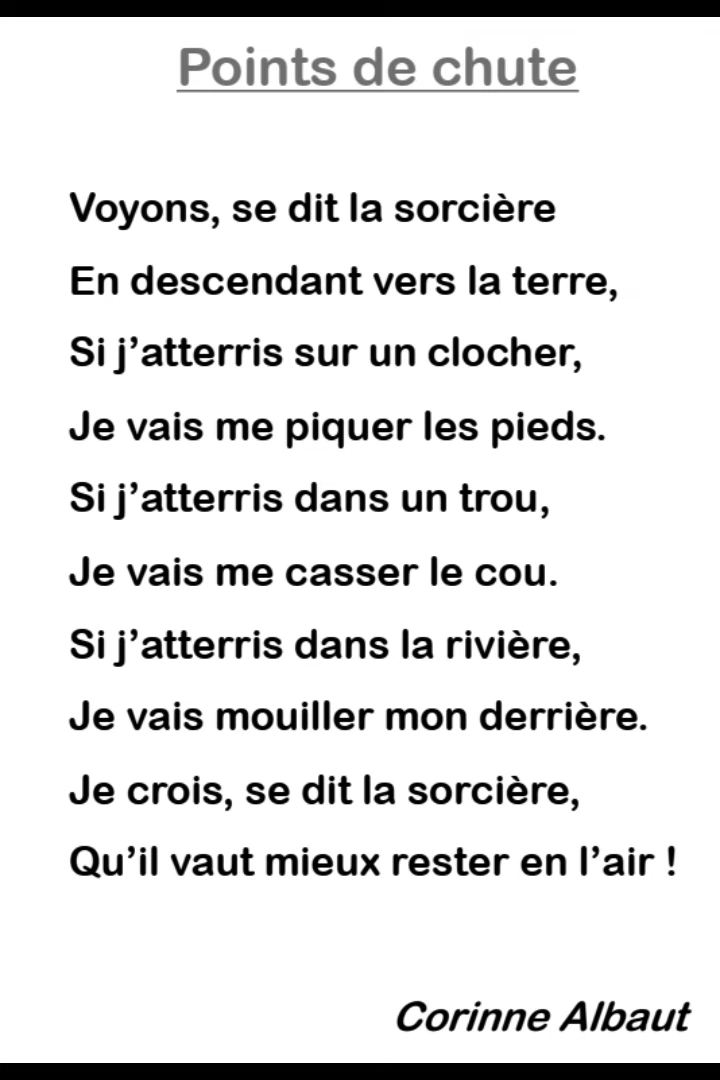 Points de chute
Voyons, se dit la sorcière
En descendant vers la terre,
Si j’atterris sur un clocher,
Je vais me piquer les pieds.
Si j’atterris dans un trou,
Je vais me casser le cou.
Si j’atterris dans la rivière,
Je vais mouiller mon derrière.
Je crois, se dit la sorcière,
Qu’il vaut mieux rester en l’air !
Corinne Albaut